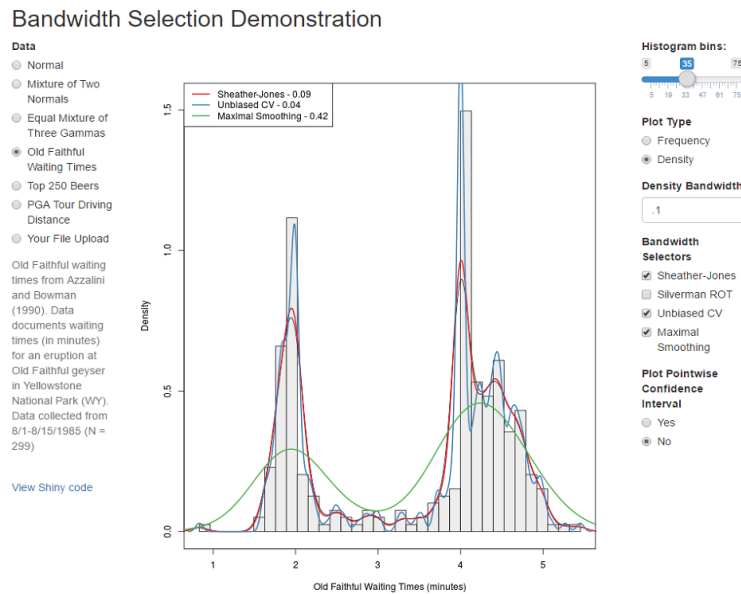 Bandwidth Selection Demonstration
Data
Normal
Mixture of Two
Normals
Equal Mixture of
Three Gammas
Old Faithful
Waiting Times
Top 250 Beers
PGA Tour Driving
Distance
Your File Upload
Old Faithful waiting
times from Azzalini
and Bowman
(1990). Data
documents waiting
times (in minutes)
for an eruption at
Old Faithful geyser
in Yellowstone
National Park (WY).
Data collected from
8/1-8/15/1985 (N =
299)
View Shiny code
Sheather-Jones - 0.09
Unbiased CV - 0.04
Maximal Smoothing - 0.42
Density
1.5
1.0
0.5
0.0
1 2 3 4 5
Old Faithful Waiting Times (minutes)
Histogram bins:
5 35 75
5 19 33 47 61 75
Plot Type
Frequency
Density
Density Bandwidth
.1
Bandwidth
Selectors
Sheather-Jones
Silverman ROT
Unbiased CV
Maximal
Smoothing
Plot Pointwise
Confidence
Interval
Yes
No